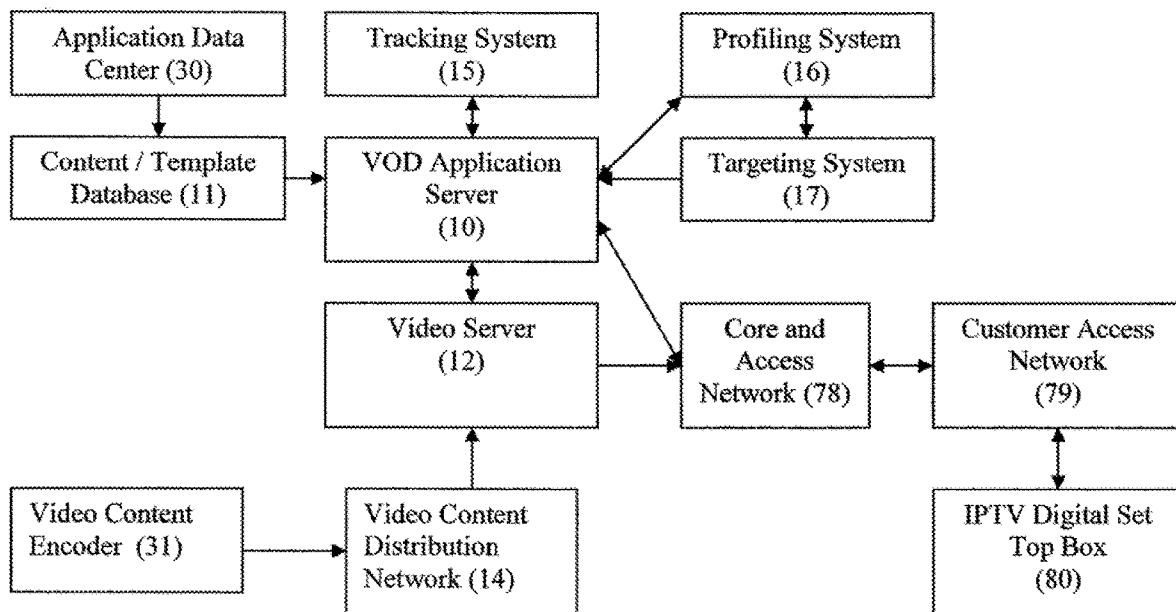 Application Data
Center (30)
Tracking System
(15)
Profiling System
(16)
Content / Template
Database (11)
VOD Application
Server
(10)
Targeting System
(17)
Video Server
(12)
Core and
Access
Network (78)
Customer Access
Network
(79)
Video Content
Encoder (31)
Video Content
Distribution
Network (14)
IPTV Digital Set
Top Box
(80)